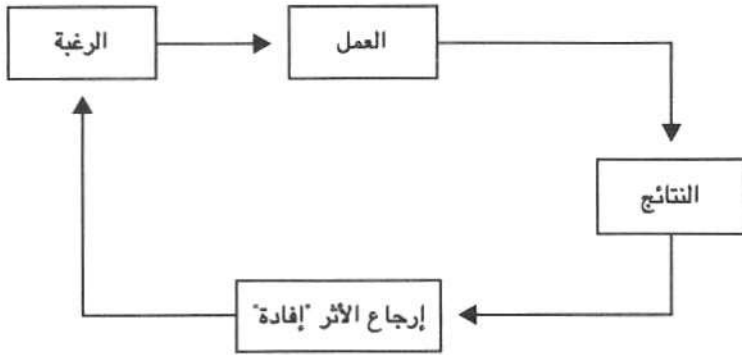 الرغبة
العمل
النتائج
إرجاع الأثر "إفادة"